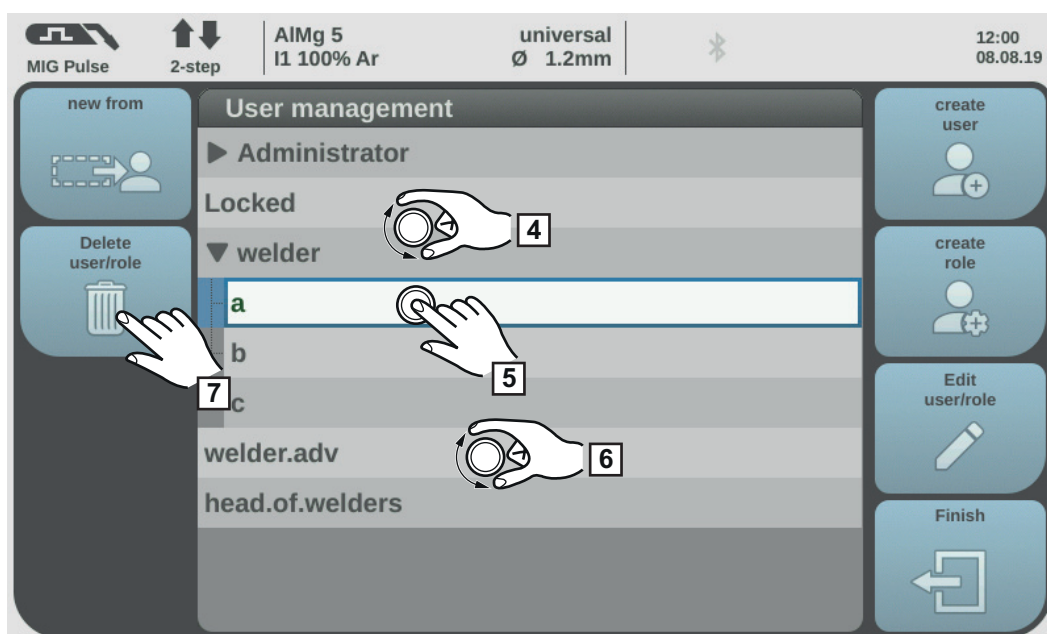 MIG Pulse
2-step
AlMg 5
I1 100% Ar
universal
Ø 1.2mm
12:00
08.08.19
new from
Delete
user/role
User management
Administrator
Locked
4
welder
a
5
b
7
c
welder.adv
6
head.of.welders
create
user
create
role
Edit
user/role
Finish